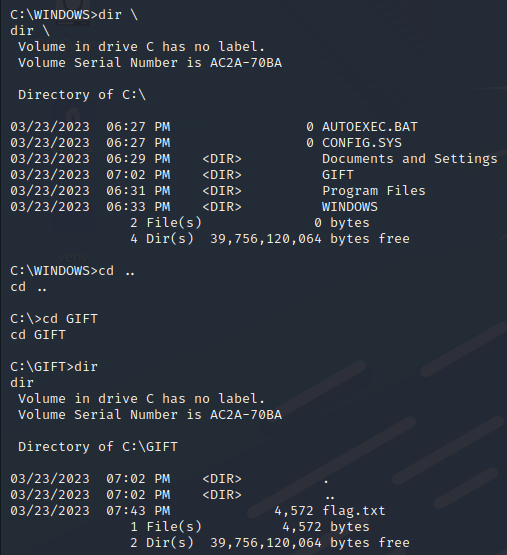 C:\WINDOWS>dir \
dir \
 Volume in drive C has no label.
 Volume Serial Number is AC2A-70BA

 Directory of C:\

03/23/2023  06:27 PM                 0 AUTOEXEC.BAT
03/23/2023  06:27 PM                 0 CONFIG.SYS
03/23/2023  06:29 PM    <DIR>          Documents and Settings
03/23/2023  07:02 PM    <DIR>          GIFT
03/23/2023  06:31 PM    <DIR>          Program Files
03/23/2023  06:33 PM    <DIR>          WINDOWS
               2 File(s)              0 bytes
               4 Dir(s)  39,756,120,064 bytes free

C:\WINDOWS>cd ..
cd ..

C:\>cd GIFT
cd GIFT

C:\GIFT>dir
dir
 Volume in drive C has no label.
 Volume Serial Number is AC2A-70BA

 Directory of C:\GIFT

03/23/2023  07:02 PM    <DIR>          .
03/23/2023  07:02 PM    <DIR>          ..
03/23/2023  07:43 PM             4,572 flag.txt
               1 File(s)          4,572 bytes
               2 Dir(s)  39,756,120,064 bytes free